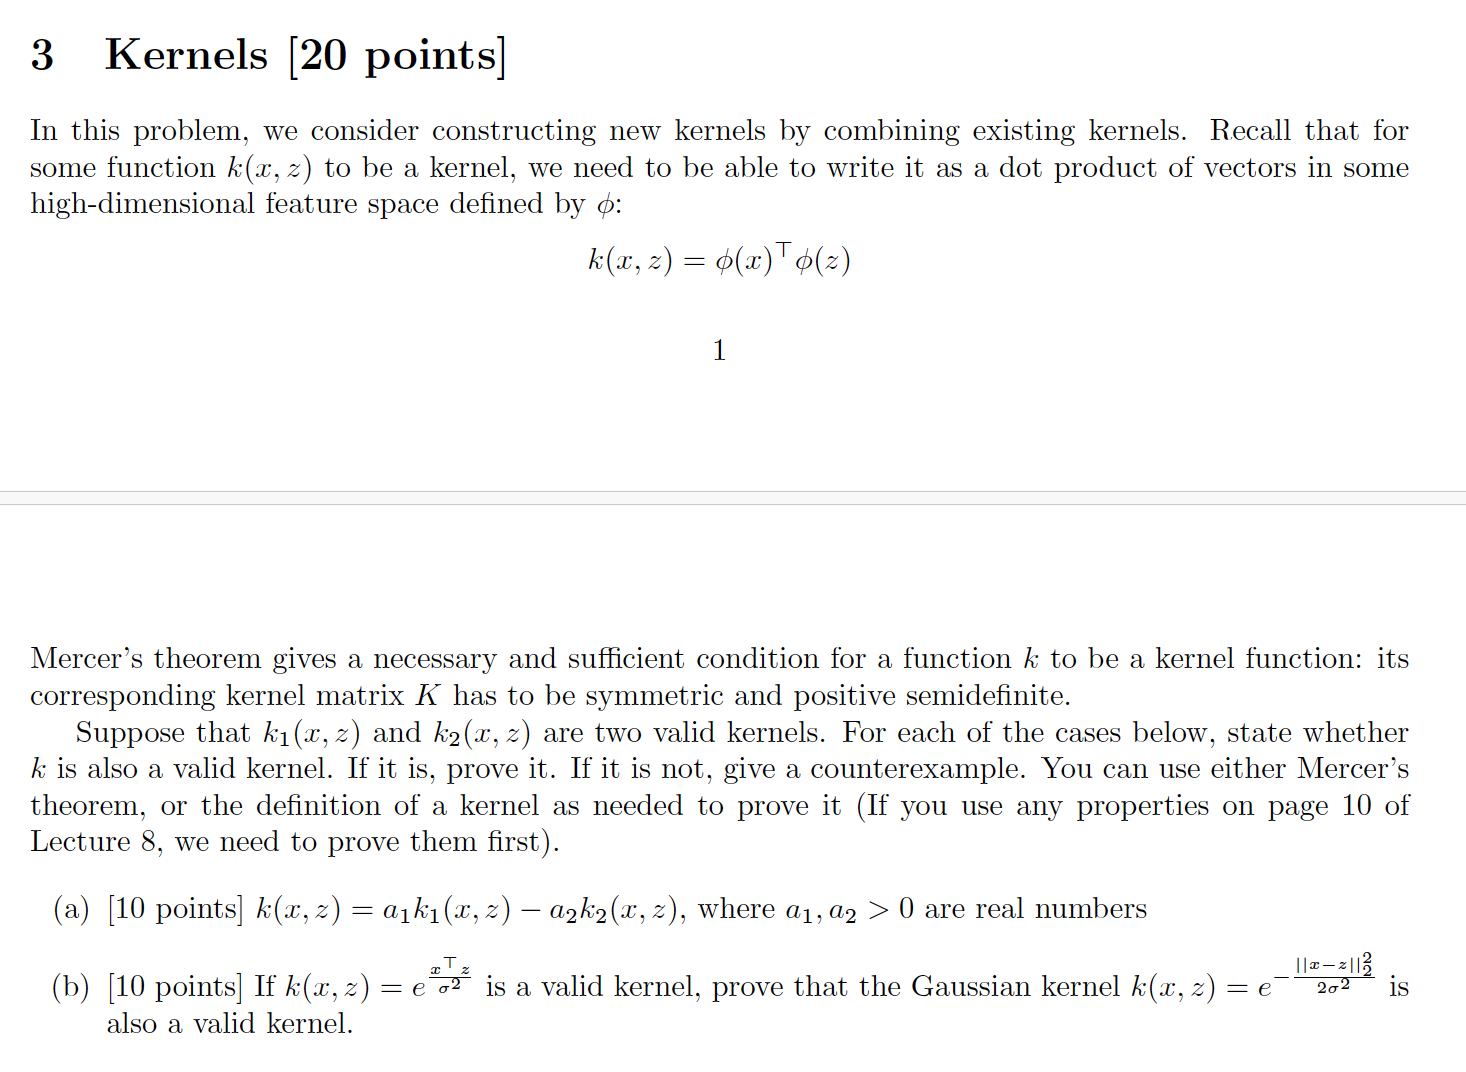 3 Kernels [20 points]
In this problem, we consider constructing new kernels by combining existing kernels. Recall that for
some function k(x, z) to be a kernel, we need to be able to write it as a dot product of vectors in some
high-dimensional feature space defined by ϕ:
k(x, z) = ϕ(x)⊤ϕ(z)
1
Mercer's theorem gives a necessary and sufficient condition for a function k to be a kernel function: its
corresponding kernel matrix K has to be symmetric and positive semidefinite.
Suppose that k₁(x, z) and k₂(x, z) are two valid kernels. For each of the cases below, state whether
k is also a valid kernel. If it is, prove it. If it is not, give a counterexample. You can use either Mercer's
theorem, or the definition of a kernel as needed to prove it (If you use any properties on page 10 of
Lecture 8, we need to prove them first).
(a) [10 points] k(x, z) = a₁k₁(x, z) − a₂k₂(x, z), where a₁, a₂ > 0 are real numbers
(b) [10 points] If k(x, z) = e^{x⊤z / σ²} is a valid kernel, prove that the Gaussian kernel k(x, z) = e^{−||x−z||₂² / 2σ²} is
also a valid kernel.